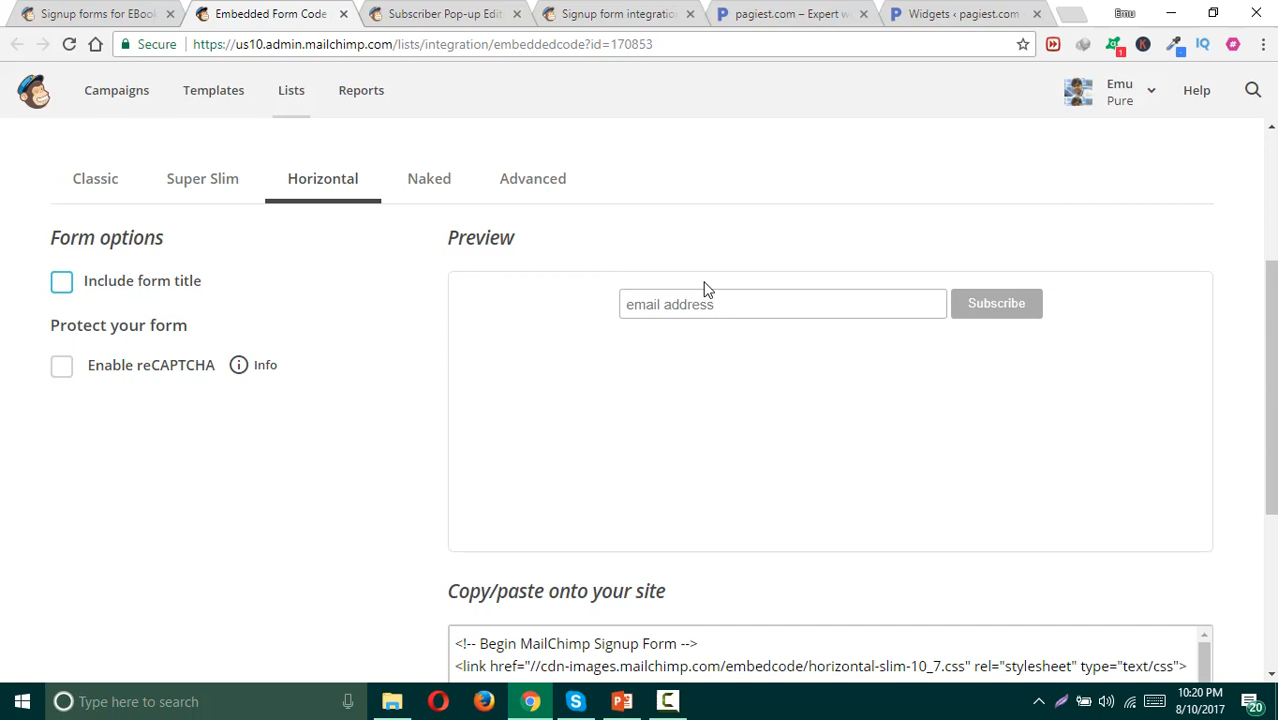 Signup forms for EBook
Embedded Form Code
Subscriber Pop-up Edit
Signup form integratio
pagiest.com – Expert w
Widgets ‹ pagiest.com
Emu
Secure
https://us10.admin.mailchimp.com/lists/integration/embeddedcode?id=170853
1
K
-
IQ
Campaigns
Templates
Lists
Reports
Emu
Pure
Help
Classic
Super Slim
Horizontal
Naked
Advanced
Form options
Include form title
Protect your form
Enable reCAPTCHA
Info
Preview
email address
Subscribe
Copy/paste onto your site
<!-- Begin MailChimp Signup Form -->
<link href="//cdn-images.mailchimp.com/embedcode/horizontal-slim-10_7.css" rel="stylesheet" type="text/css">
Type here to search
10:20 PM
8/10/2017
20